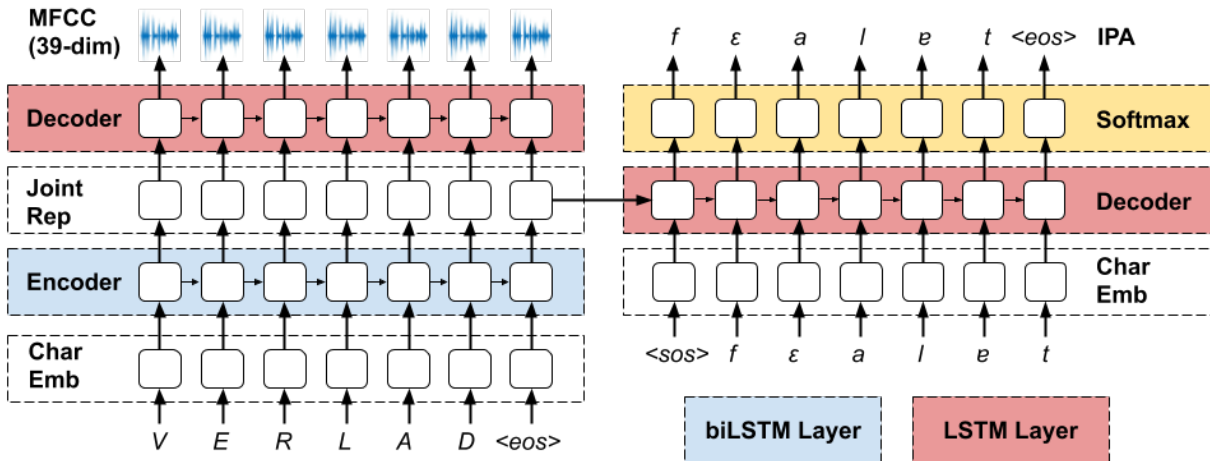 MFCC
(39-dim)
Decoder
Joint
Rep
Encoder
Char
Emb
V E R L A D <eos>
f ɛ a l ɐ t <eos> IPA
Softmax
Decoder
Char
Emb
<sos> f ɛ a l ɐ t
biLSTM Layer LSTM Layer